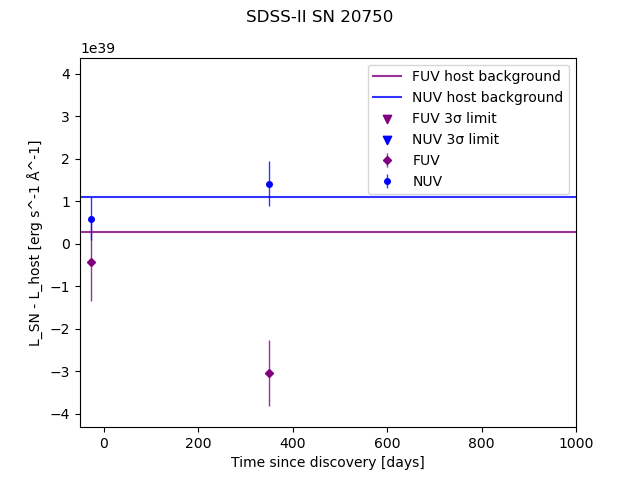 SDSS-II SN 20750
1e39
FUV host background
NUV host background
FUV 3σ limit
NUV 3σ limit
FUV
NUV
4
3
2
1
0
−1
−2
−3
−4
L_SN - L_host [erg s^-1 Å^-1]
0 200 400 600 800 1000
Time since discovery [days]